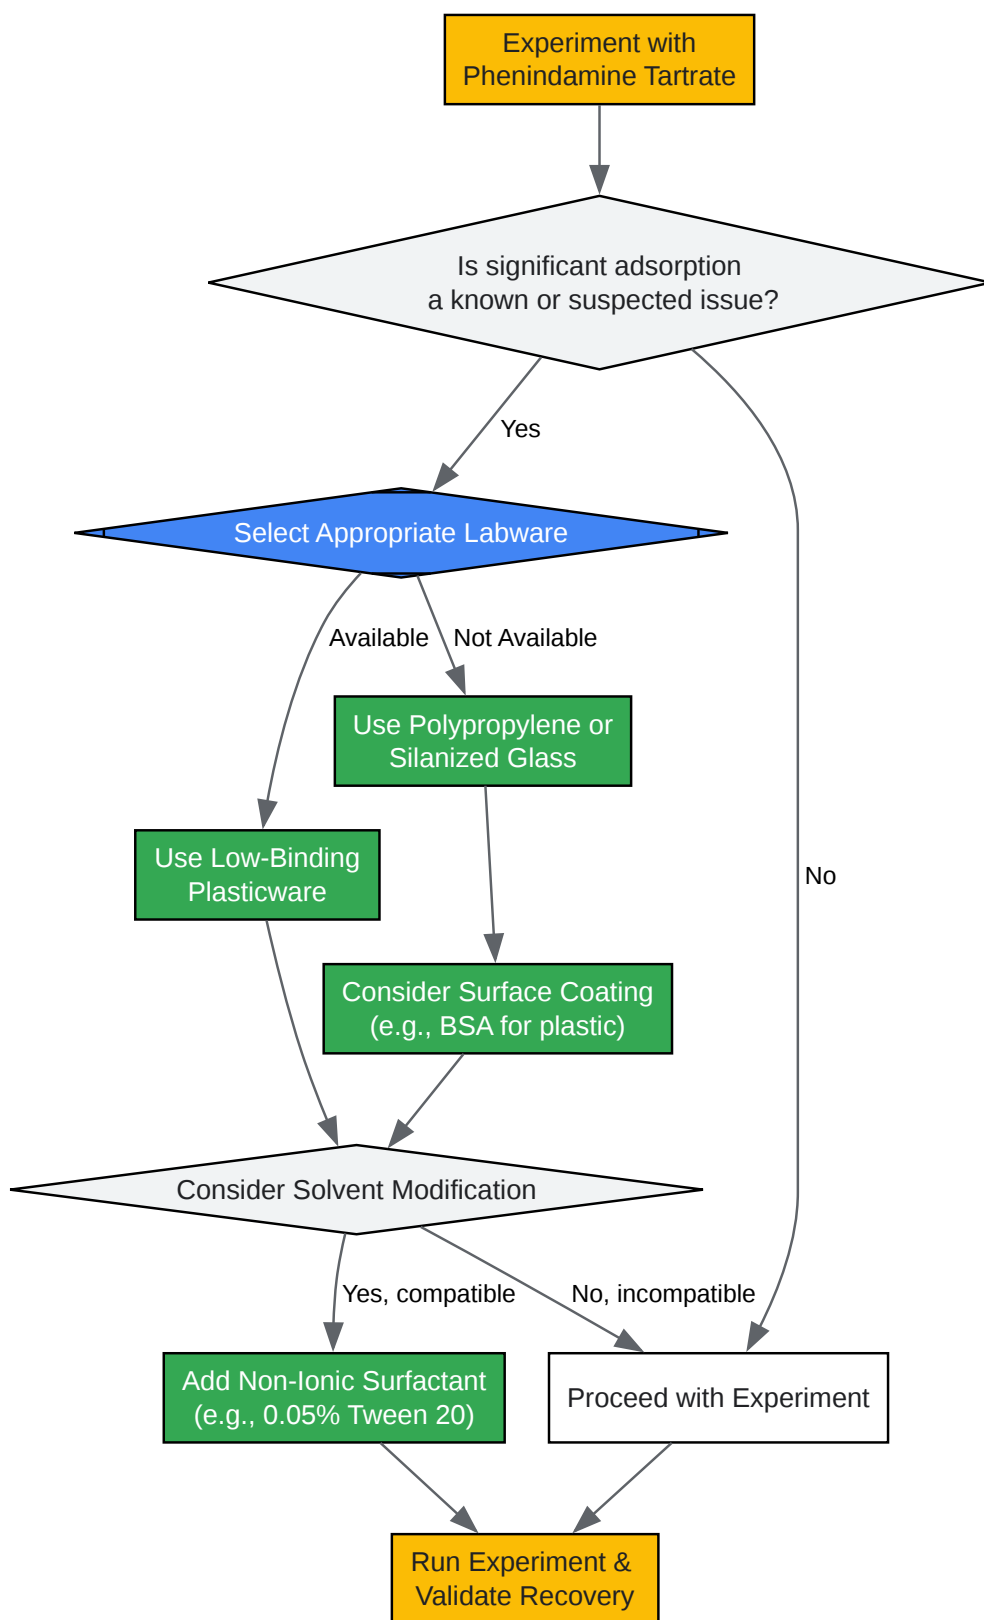 Experiment with
Phenindamine Tartrate
Is significant adsorption
a known or suspected issue?
Yes
Select Appropriate Labware
Available
Not Available
Use Polypropylene or
Silanized Glass
Use Low-Binding
Plasticware
No
Consider Surface Coating
(e.g., BSA for plastic)
Consider Solvent Modification
Yes, compatible
No, incompatible
Add Non-Ionic Surfactant
(e.g., 0.05% Tween 20)
Proceed with Experiment
Run Experiment &
Validate Recovery